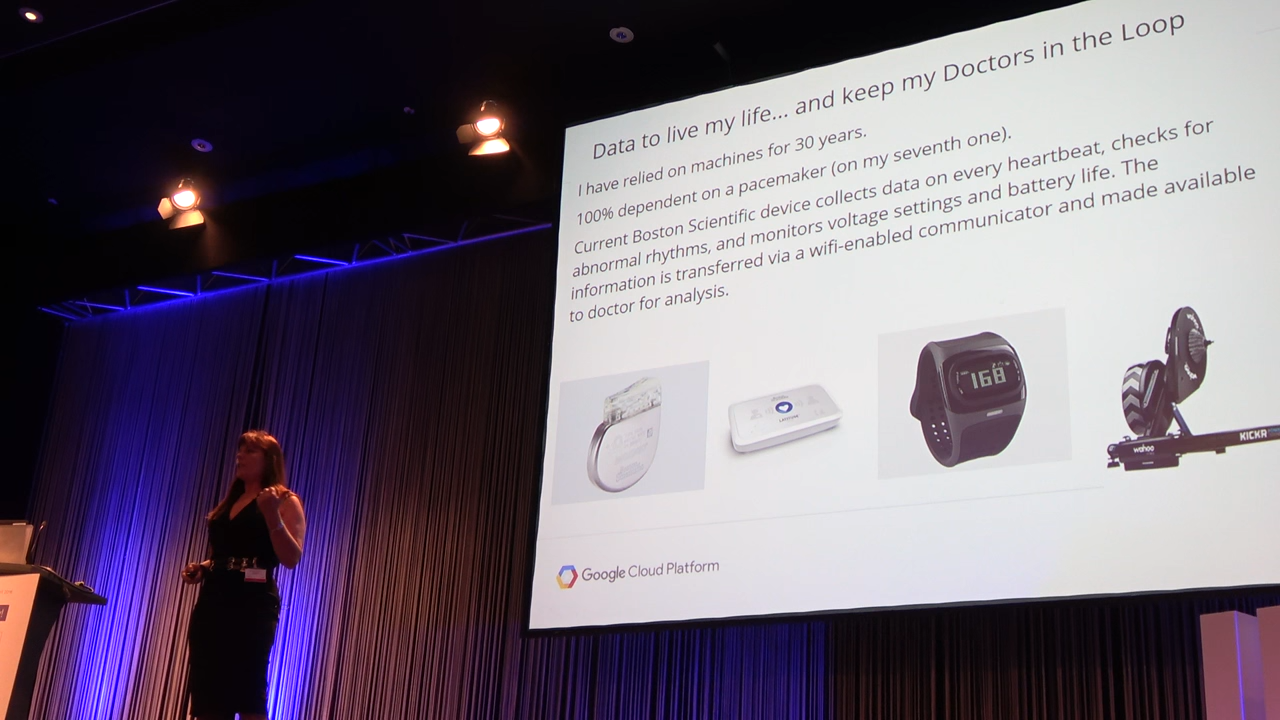 Data to live my life... and keep my Doctors in the Loop
I have relied on machines for 30 years.
100% dependent on a pacemaker (on my seventh one).
Current Boston Scientific device collects data on every heartbeat, checks for
abnormal rhythms, and monitors voltage settings and battery life. The
information is transferred via a wifi-enabled communicator and made available
to doctor for analysis.
168
wahoo
KICKR
Google Cloud Platform